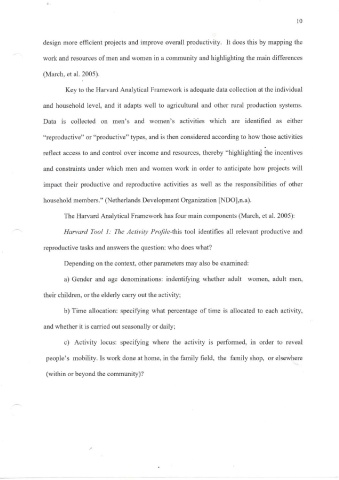 10
design more efficient projects and improve overall productivity. It does this by mapping the
work and resources of men and women in a community and highlighting the main differences
(March, et al. 2005).
Key to the Harvard Analytical Framework is adequate data collection at the individual
and household level, and it adapts well to agricultural and other rural production systems.
Data is collected on men's and women's activities which are identified as either
"reproductive" or "productive" types, and is then considered according to how those activities
reflect access to and control over income and resources, thereby "highlighting the incentives
and constraints under which men and women work in order to anticipate how projects will
impact their productive and reproductive activities as well as the responsibilities of other
household members." (Netherlands Development Organization [NDO],n.a).
The Harvard Analytical Framework has four main components (March, et al. 2005):
Harvard Tool 1: The Activity Profile-this tool identifies all relevant productive and
reproductive tasks and answers the question: who does what?
Depending on the context, other parameters may also be examined:
a) Gender and age denominations: indentifying whether adult women, adult men,
their children, or the elderly carry out the activity;
b) Time allocation: specifying what percentage of time is allocated to each activity,
and whether it is carried out seasonally or daily;
c) Activity locus: specifying where the activity is performed, in order to reveal
people's mobility. Is work done at home, in the family field, the family shop, or elsewhere
(within or beyond the community)?